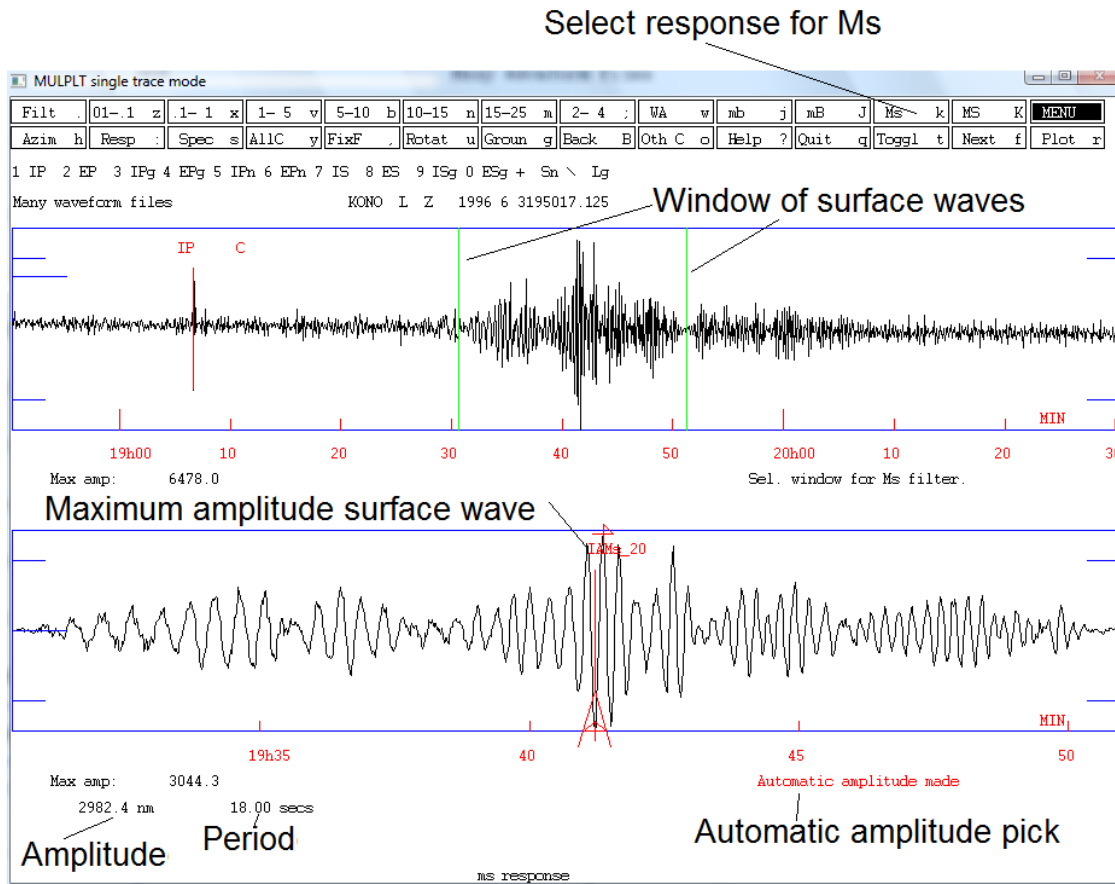 Select response for Ms
MULPLT single trace mode
Filt . 01-.1 z .1- 1 x 1- 5 v 5-10 b 10-15 n 15-25 m 2- 4 ; WA w mb j mB J Ms k MS K MENU
Azim h Resp : Spec s AllC y FixF , Rotat u Groun g Back B Oth C o Help ? Quit q Toggl t Next f Plot r
1 IP 2 EP 3 IPg 4 EPg 5 IPn 6 EPn 7 IS 8 ES 9 ISg 0 ESg + Sn \ Lg
Many waveform files KONO L Z 1996 6 3195017.125
Window of surface waves
IP C
MIN
19h00 10 20 30 40 50 20h00 10 20 30
Max amp: 6478.0 Sel. window for Ms filter.
Maximum amplitude surface wave
IAMs_20
MIN
19h35 40 45 50
Max amp: 3044.3 Automatic amplitude made
2982.4 nm 18.00 secs
Amplitude Period Automatic amplitude pick
ms response